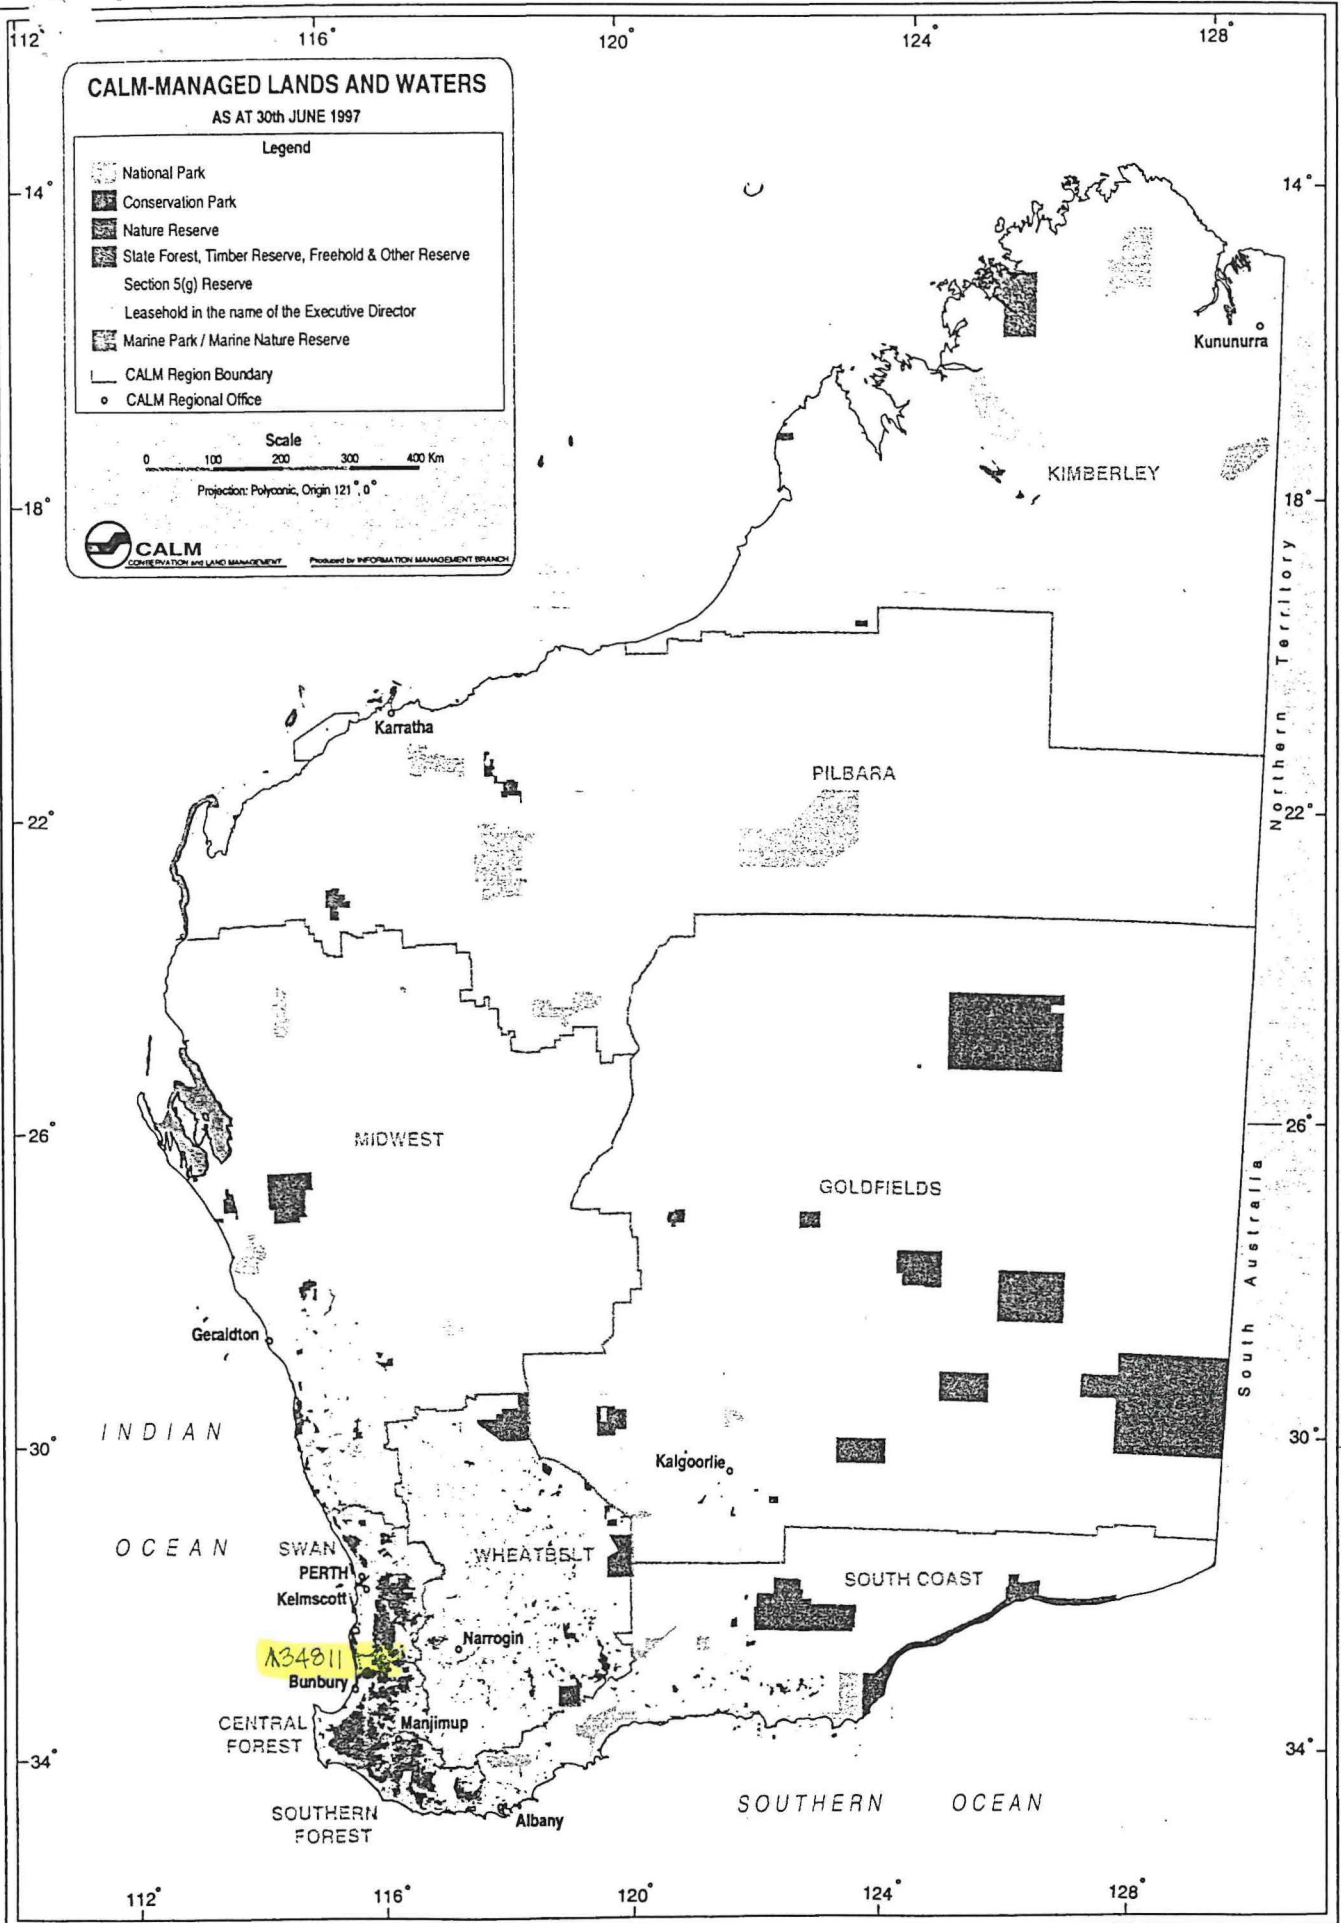 112° 116° 120° 124° 128°
CALM-MANAGED LANDS AND WATERS
AS AT 30th JUNE 1997
Legend
National Park
Conservation Park
Nature Reserve
State Forest, Timber Reserve, Freehold & Other Reserve
Section 5(g) Reserve
Leasehold in the name of the Executive Director
Marine Park / Marine Nature Reserve
CALM Region Boundary
CALM Regional Office
Scale
0 100 200 300 400 Km
Projection: Polyconic, Origin 121°, 0°
CALM
CONSERVATION and LAND MANAGEMENT
Produced by INFORMATION MANAGEMENT BRANCH
14° 14°
Kununurra
KIMBERLEY
18° 18°
Northern Territory
Karratha
PILBARA
22° 22°
26° 26°
MIDWEST
GOLDFIELDS
South Australia
Geraldton
INDIAN
30° 30°
Kalgoorlie
OCEAN
SWAN
WHEATBELT
PERTH
SOUTH COAST
Kelmscott
Narrogin
A34811
Bunbury
CENTRAL
FOREST
Manjimup
34° 34°
SOUTHERN OCEAN
SOUTHERN
FOREST
Albany
112° 116° 120° 124° 128°